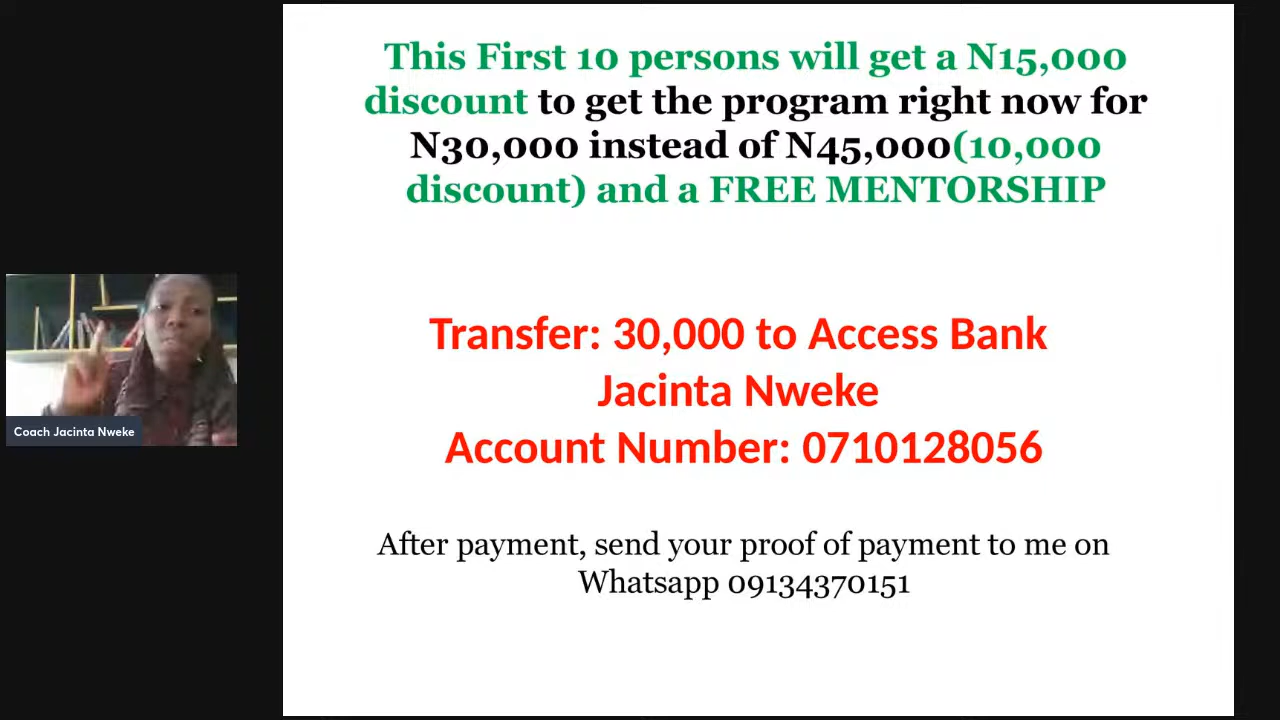 This First 10 persons will get a N15,000
discount to get the program right now for
N30,000 instead of N45,000(10,000
discount) and a FREE MENTORSHIP
Transfer: 30,000 to Access Bank
Jacinta Nweke
Account Number: 0710128056
After payment, send your proof of payment to me on
Whatsapp 09134370151
Coach Jacinta Nweke